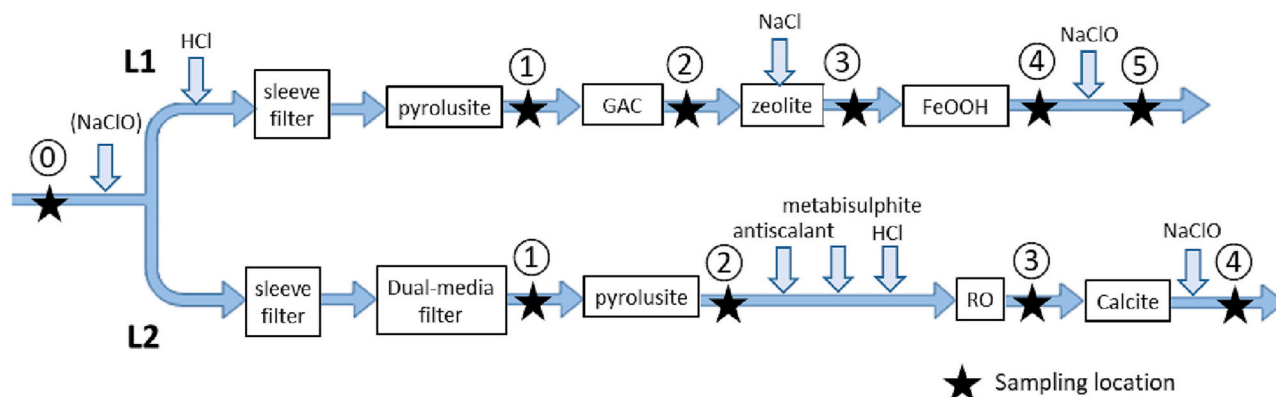 HCl
L1
sleeve
filter
pyrolusite
1
GAC
2
NaCl
zeolite
3
FeOOH
4
NaClO
5
0
(NaClO)
L2
sleeve
filter
Dual-media
filter
1
pyrolusite
2
antiscalant
metabisulphite
HCl
RO
3
Calcite
NaClO
4
Sampling location